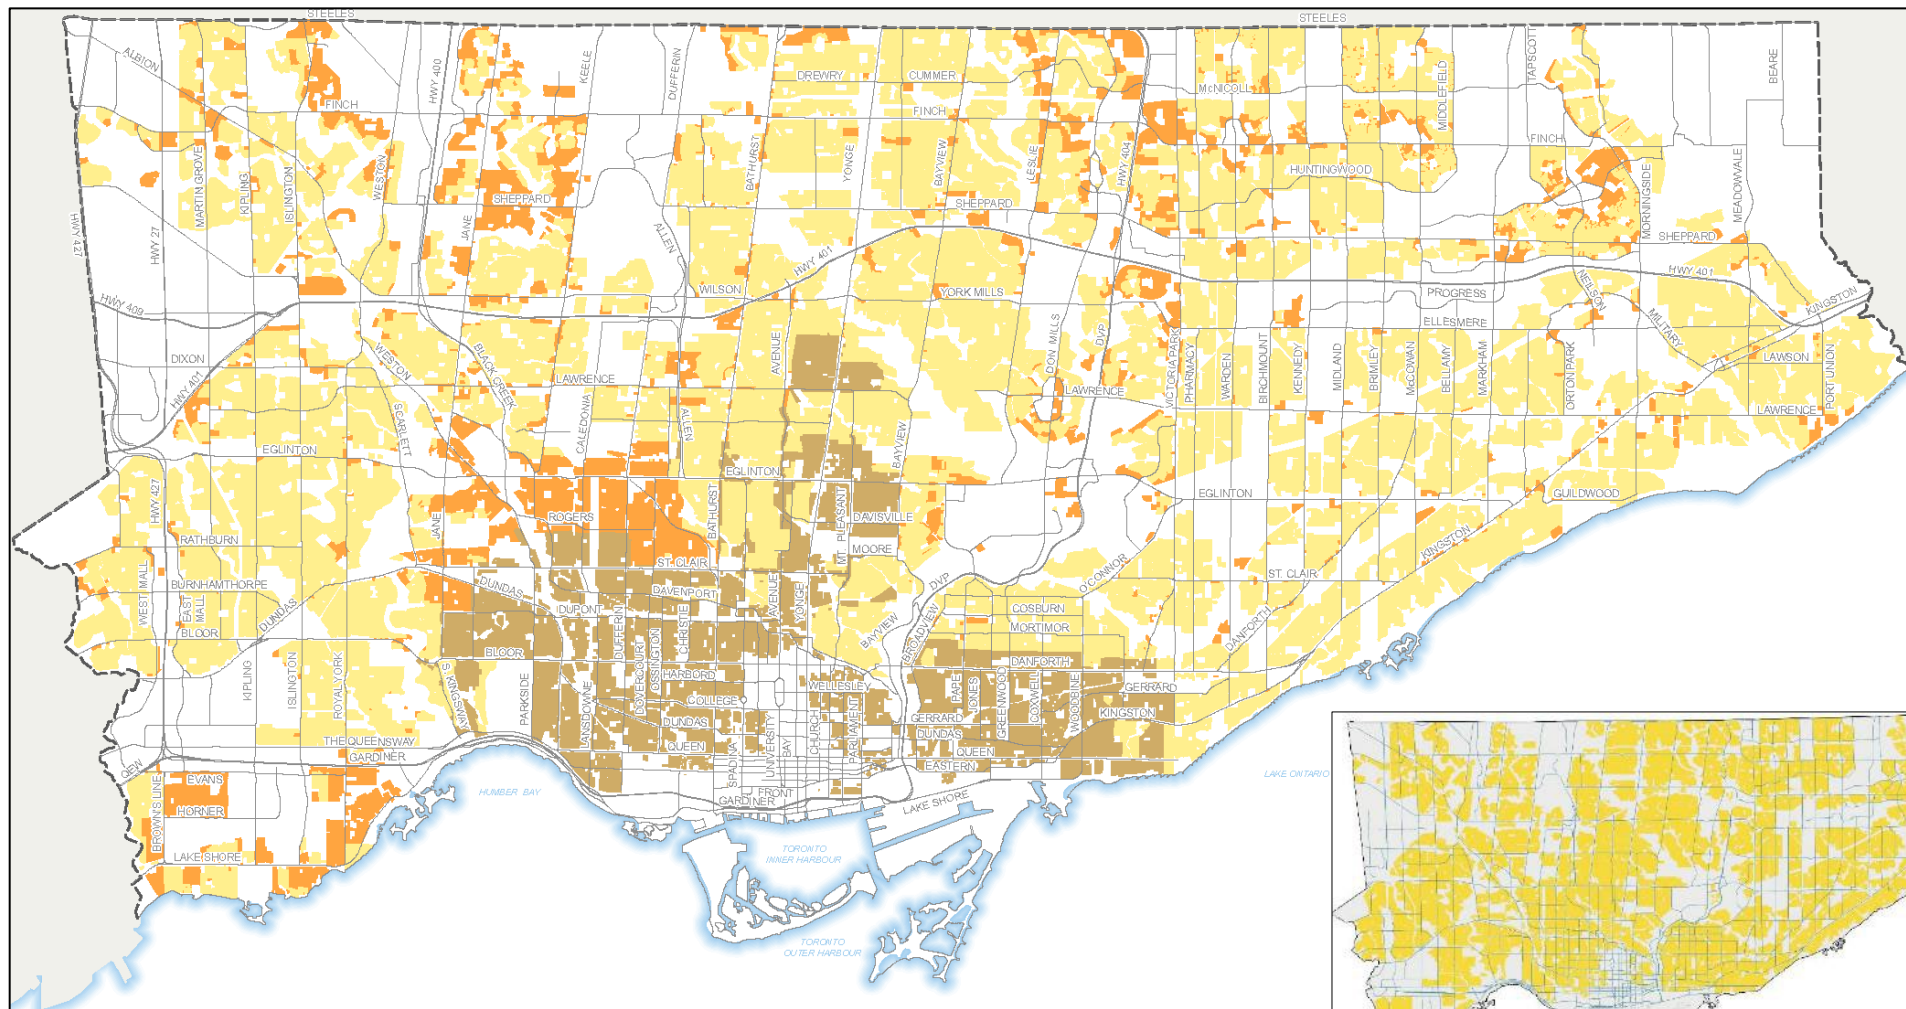 STEELES
STEELES
ALBION
HWY 400
KEELE
DUFFERIN
DREWRY
CUMMER
McNICOLL
MIDDLEFIELD
TAPSCOTT
BEARE
FINCH
FINCH
FINCH
HWY 427
HWY 27
MARTIN GROVE
KIPLING
ISLINGTON
WESTON
JANE
SHEPPARD
ALLEN
BATHURST
YONGE
BAYVIEW
LESLIE
HWY 404
SHEPPARD
HUNTINGWOOD
MORNINGSIDE
MEADOWVALE
SHEPPARD
HWY 401
HWY 401
HWY 409
WILSON
YORK MILLS
PROGRESS
NEILSON
MILITARY
KINGSTON
ELLESMERE
DIXON
HWY 401
WESTON
BLACK CREEK
LAWRENCE
CALEDONIA
ALLEN
AVENUE
DON MILLS
DVP
LAWRENCE
VICTORIA PARK
PHARMACY
WARDEN
BIRCHMOUNT
KENNEDY
MIDLAND
BRIMLEY
McCOWAN
BELLAMY
MARKHAM
ORTON PARK
LAWSON
PORT UNION
LAWRENCE
SCARLETT
EGLINTON
EGLINTON
BAYVIEW
EGLINTON
GUILDWOOD
HWY 427
JANE
ROGERS
BATHURST
MT. PLEASANT
DAVISVILLE
MOORE
RATHBURN
BURNHAMTHORPE
WEST MALL
EAST
MALL
BLOOR
DUNDAS
DUNDAS
ST. CLAIR
DAVENPORT
DUPONT
AVENUE
YONGE
DVP
BAYVIEW
BROADVIEW
O'CONNOR
COSBURN
MORTIMOR
ST. CLAIR
KINGSTON
DANFORTH
KIPLING
ISLINGTON
ROYAL YORK
S. KINGSWAY
BLOOR
PARKSIDE
LANSDOWNE
DUFFERIN
DOVERCOURT
OSSINGTON
CHRISTIE
HARBORD
COLLEGE
DUNDAS
QUEEN
SPADINA
UNIVERSITY
BAY
CHURCH
WELLESLEY
PARLIAMENT
DANFORTH
PAPE
JONES
GREENWOOD
COXWELL
WOODBINE
GERRARD
KINGSTON
GERRARD
DUNDAS
QUEEN
EASTERN
THE QUEENSWAY
GARDINER
QEW
BROWN'S LINE
EVANS
HORNER
LAKE SHORE
HUMBER BAY
FRONT
GARDINER
LAKE SHORE
LAKE ONTARIO
TORONTO
INNER HARBOUR
TORONTO
OUTER HARBOUR